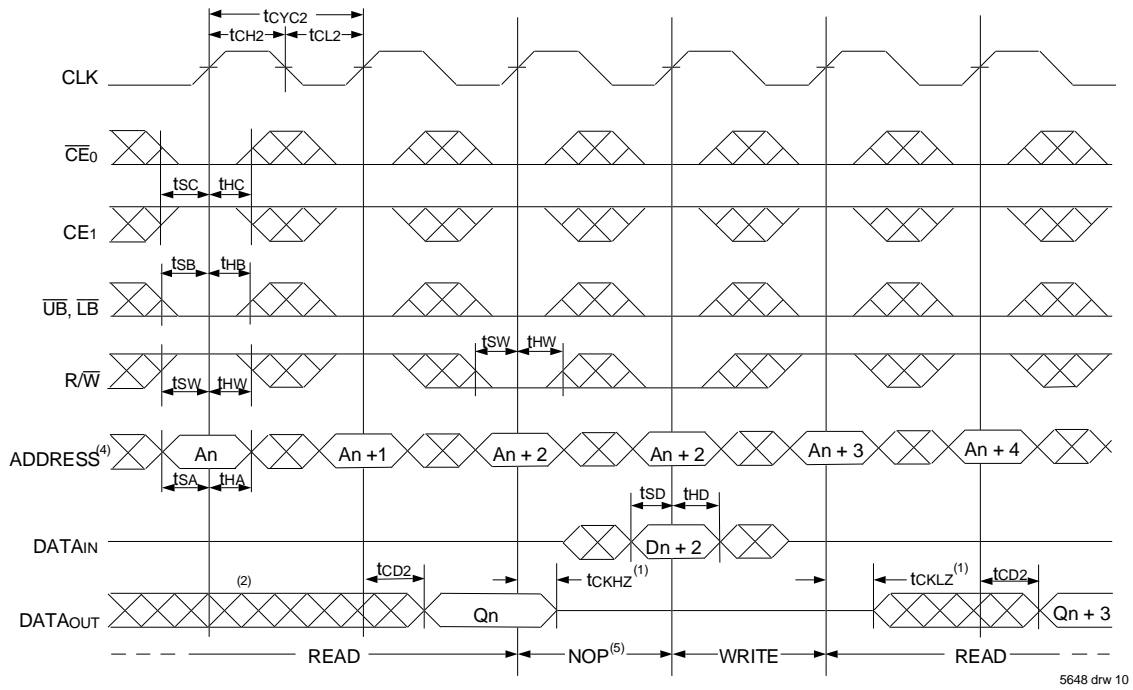 tCYC2
tCH2 tCL2
CLK
CE0
tSC tHC
CE1
tSB tHB
UB, LB
tSW tHW
R/W
tSW tHW
ADDRESS(4) An An +1 An + 2 An + 2 An + 3 An + 4
tSA tHA
tSD tHD
DATAIN Dn + 2
(2) tCD2 tCKHZ(1) tCKLZ(1) tCD2
DATAOUT Qn Qn + 3
READ NOP(5) WRITE READ
5648 drw 10